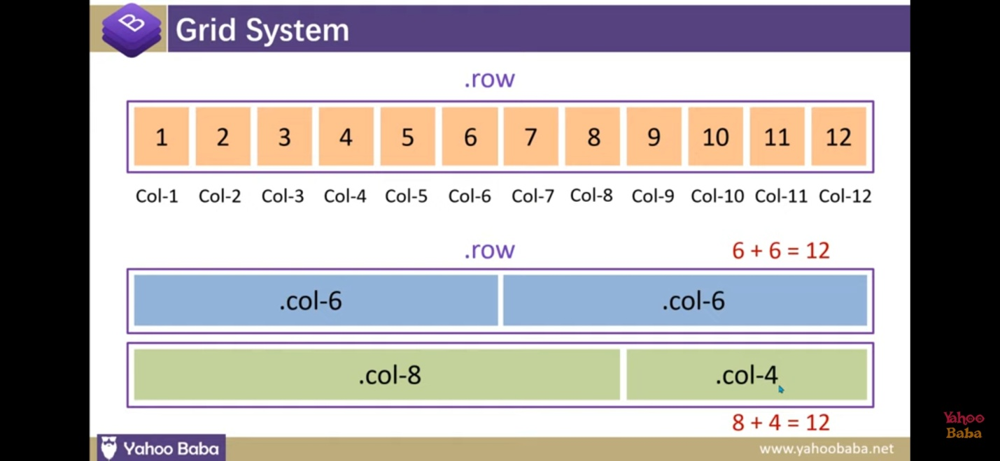 B
Grid System
.row
1 2 3 4 5 6 7 8 9 10 11 12
Col-1 Col-2 Col-3 Col-4 Col-5 Col-6 Col-7 Col-8 Col-9 Col-10 Col-11 Col-12
.row 6 + 6 = 12
.col-6 .col-6
.col-8 .col-4
8 + 4 = 12
Yahoo Baba www.yahoobaba.net
Yahoo
Baba